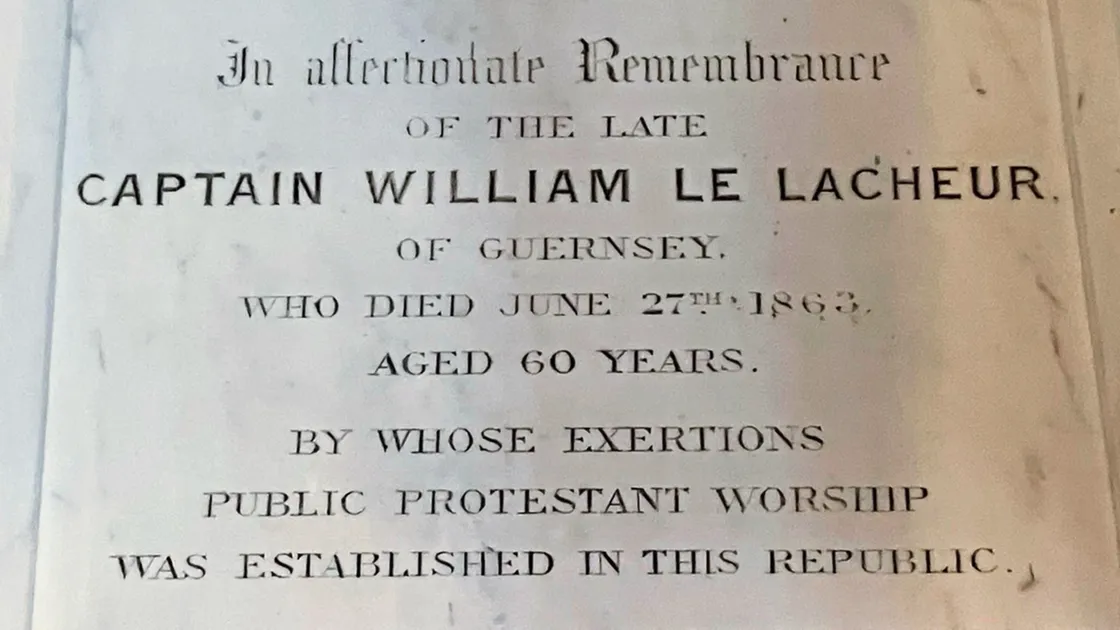 In affectionate Remembrance
OF THE LATE
CAPTAIN WILLIAM LE LACHEUR.
OF GUERNSEY.
WHO DIED JUNE 27TH. 1863.
AGED 60 YEARS.
BY WHOSE EXERTIONS
PUBLIC PROTESTANT WORSHIP
WAS ESTABLISHED IN THIS REPUBLIC.